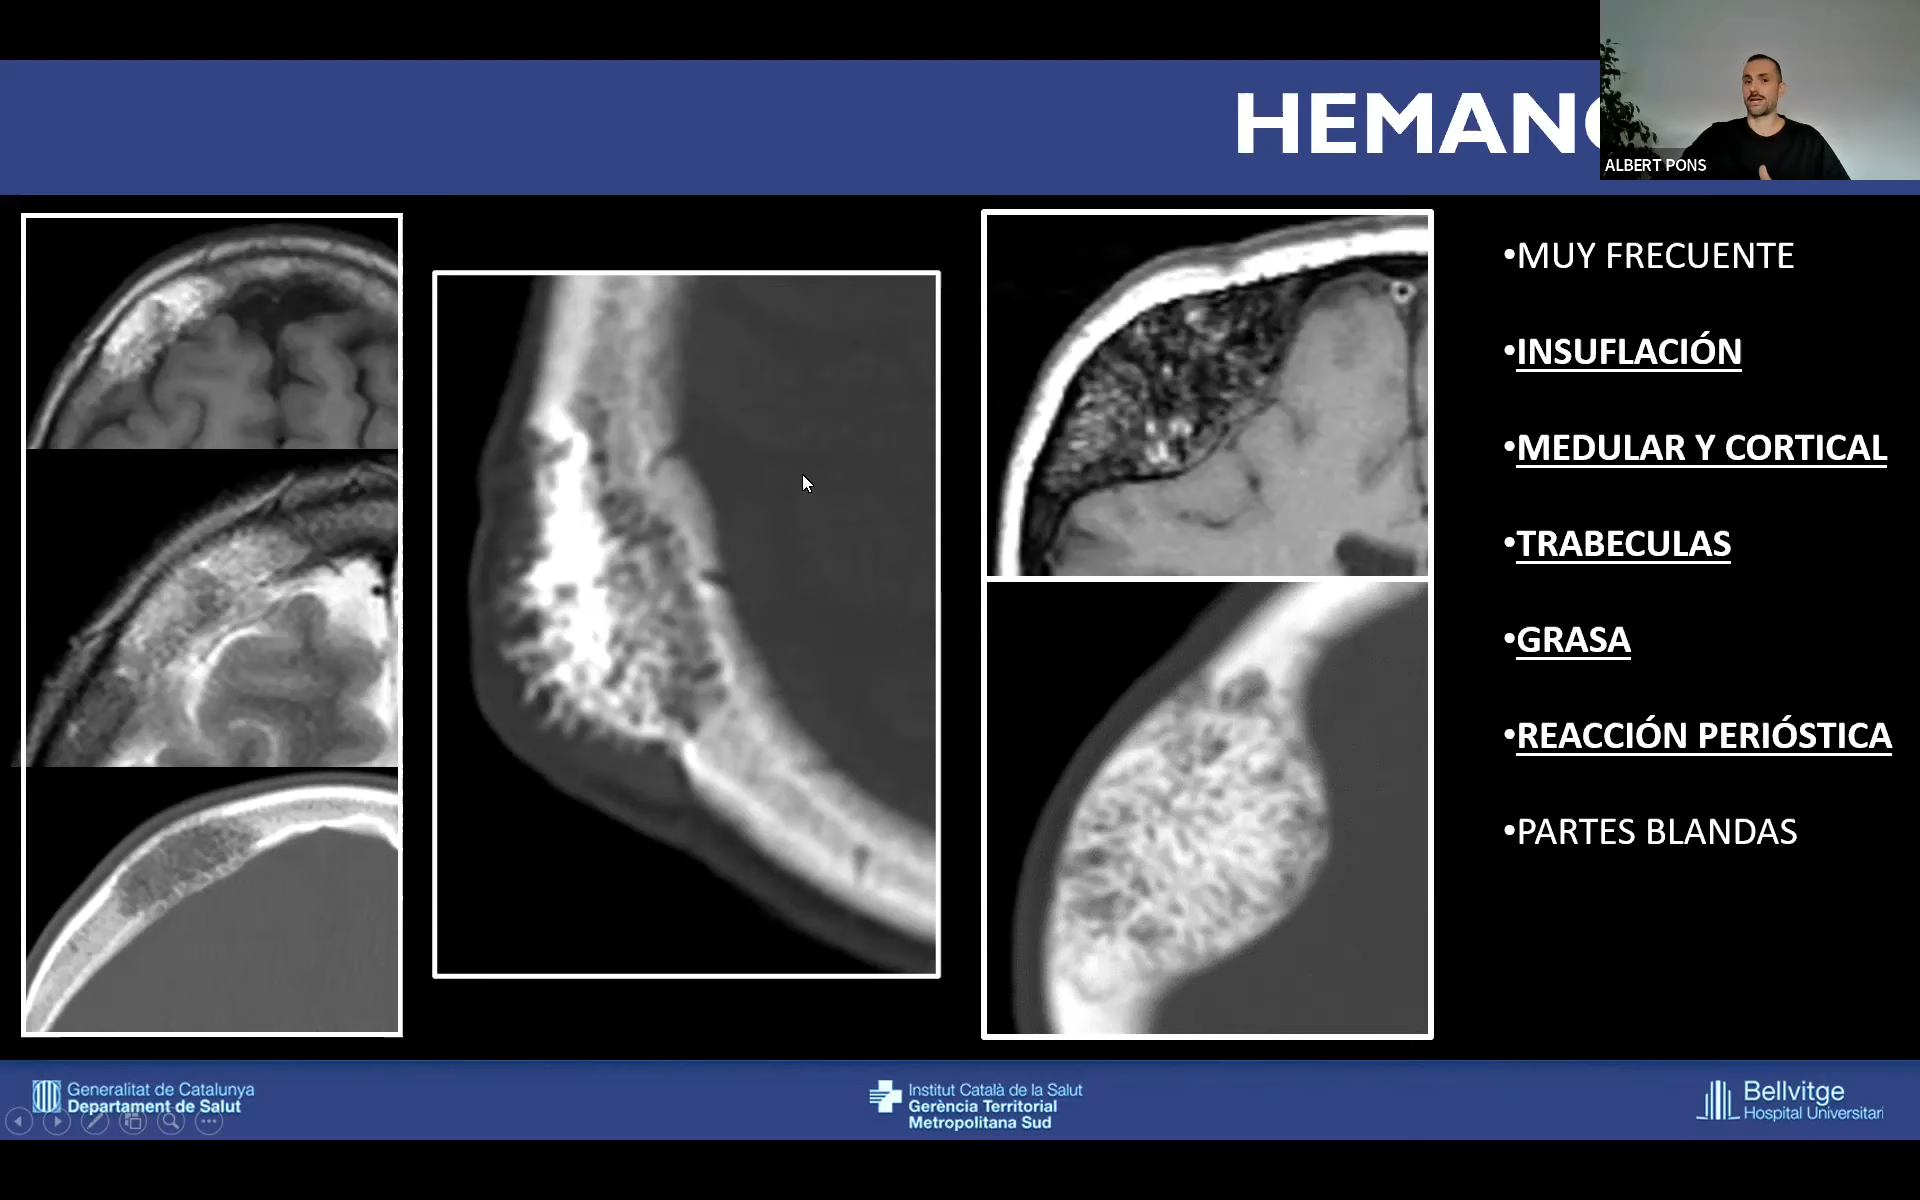 HEMAN
ALBERT PONS
•MUY FRECUENTE
•INSUFLACIÓN
•MEDULAR Y CORTICAL
•TRABECULAS
•GRASA
•REACCIÓN PERIÓSTICA
•PARTES BLANDAS
Generalitat de Catalunya
Departament de Salut
Institut Català de la Salut
Gerència Territorial
Metropolitana Sud
Bellvitge
Hospital Universitari